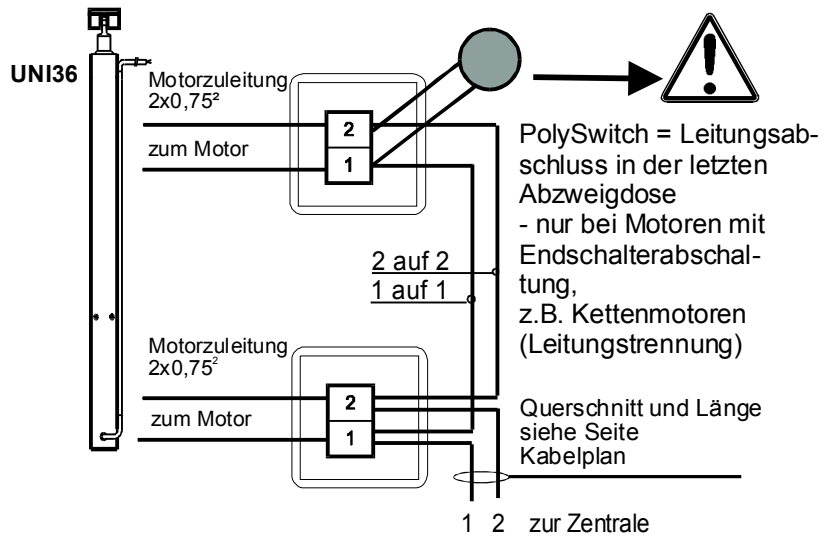 UNI36
Motorzuleitung
2x0,75²
zum Motor
2
1
PolySwitch = Leitungsab-
schluss in der letzten
Abzweigdose
- nur bei Motoren mit
Endschalterabschal-
tung,
z.B. Kettenmotoren
(Leitungstrennung)
2 auf 2
1 auf 1
Motorzuleitung
2x0,75²
zum Motor
2
1
Querschnitt und Länge
siehe Seite
Kabelplan
1 2 zur Zentrale